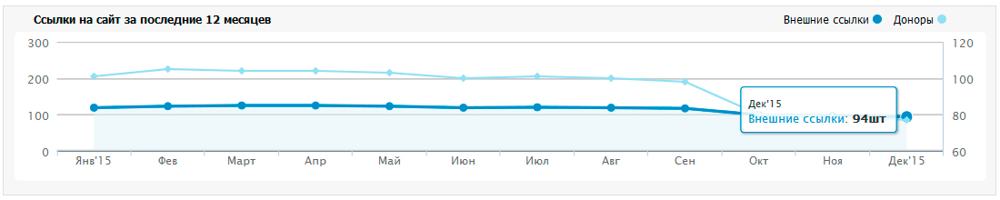 Ссылки на сайт за последние 12 месяцев
Внешние ссылки Доноры
300 120
200 100
100 80
0 60
Дек'15
Внешние ссылки: 94шт
Янв'15 Фев Март Апр Май Июн Июл Авг Сен Окт Ноя Дек'15